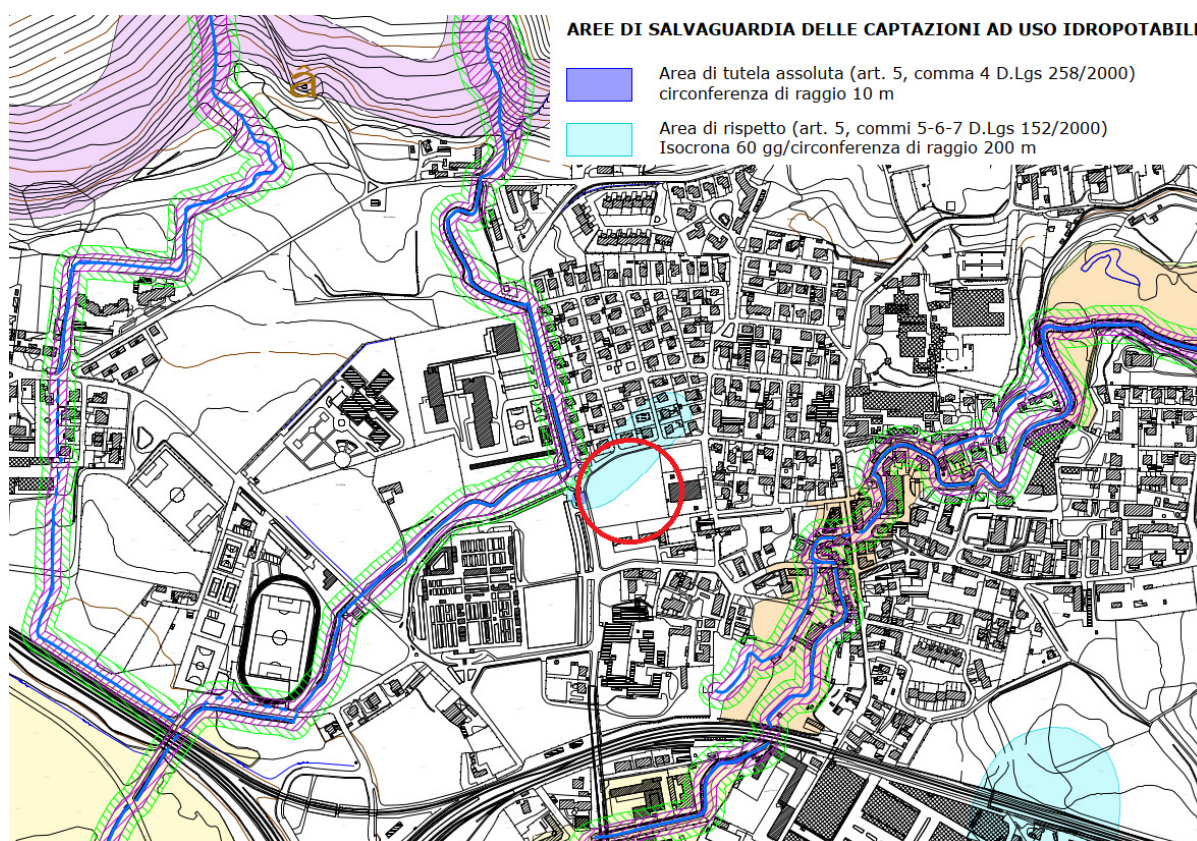 AREE DI SALVAGUARDIA DELLE CAPTAZIONI AD USO IDROPOTABILE
Area di tutela assoluta (art. 5, comma 4 D.Lgs 258/2000)
circonferenza di raggio 10 m
Area di rispetto (art. 5, commi 5-6-7 D.Lgs 152/2000)
Isocrona 60 gg/circonferenza di raggio 200 m
a